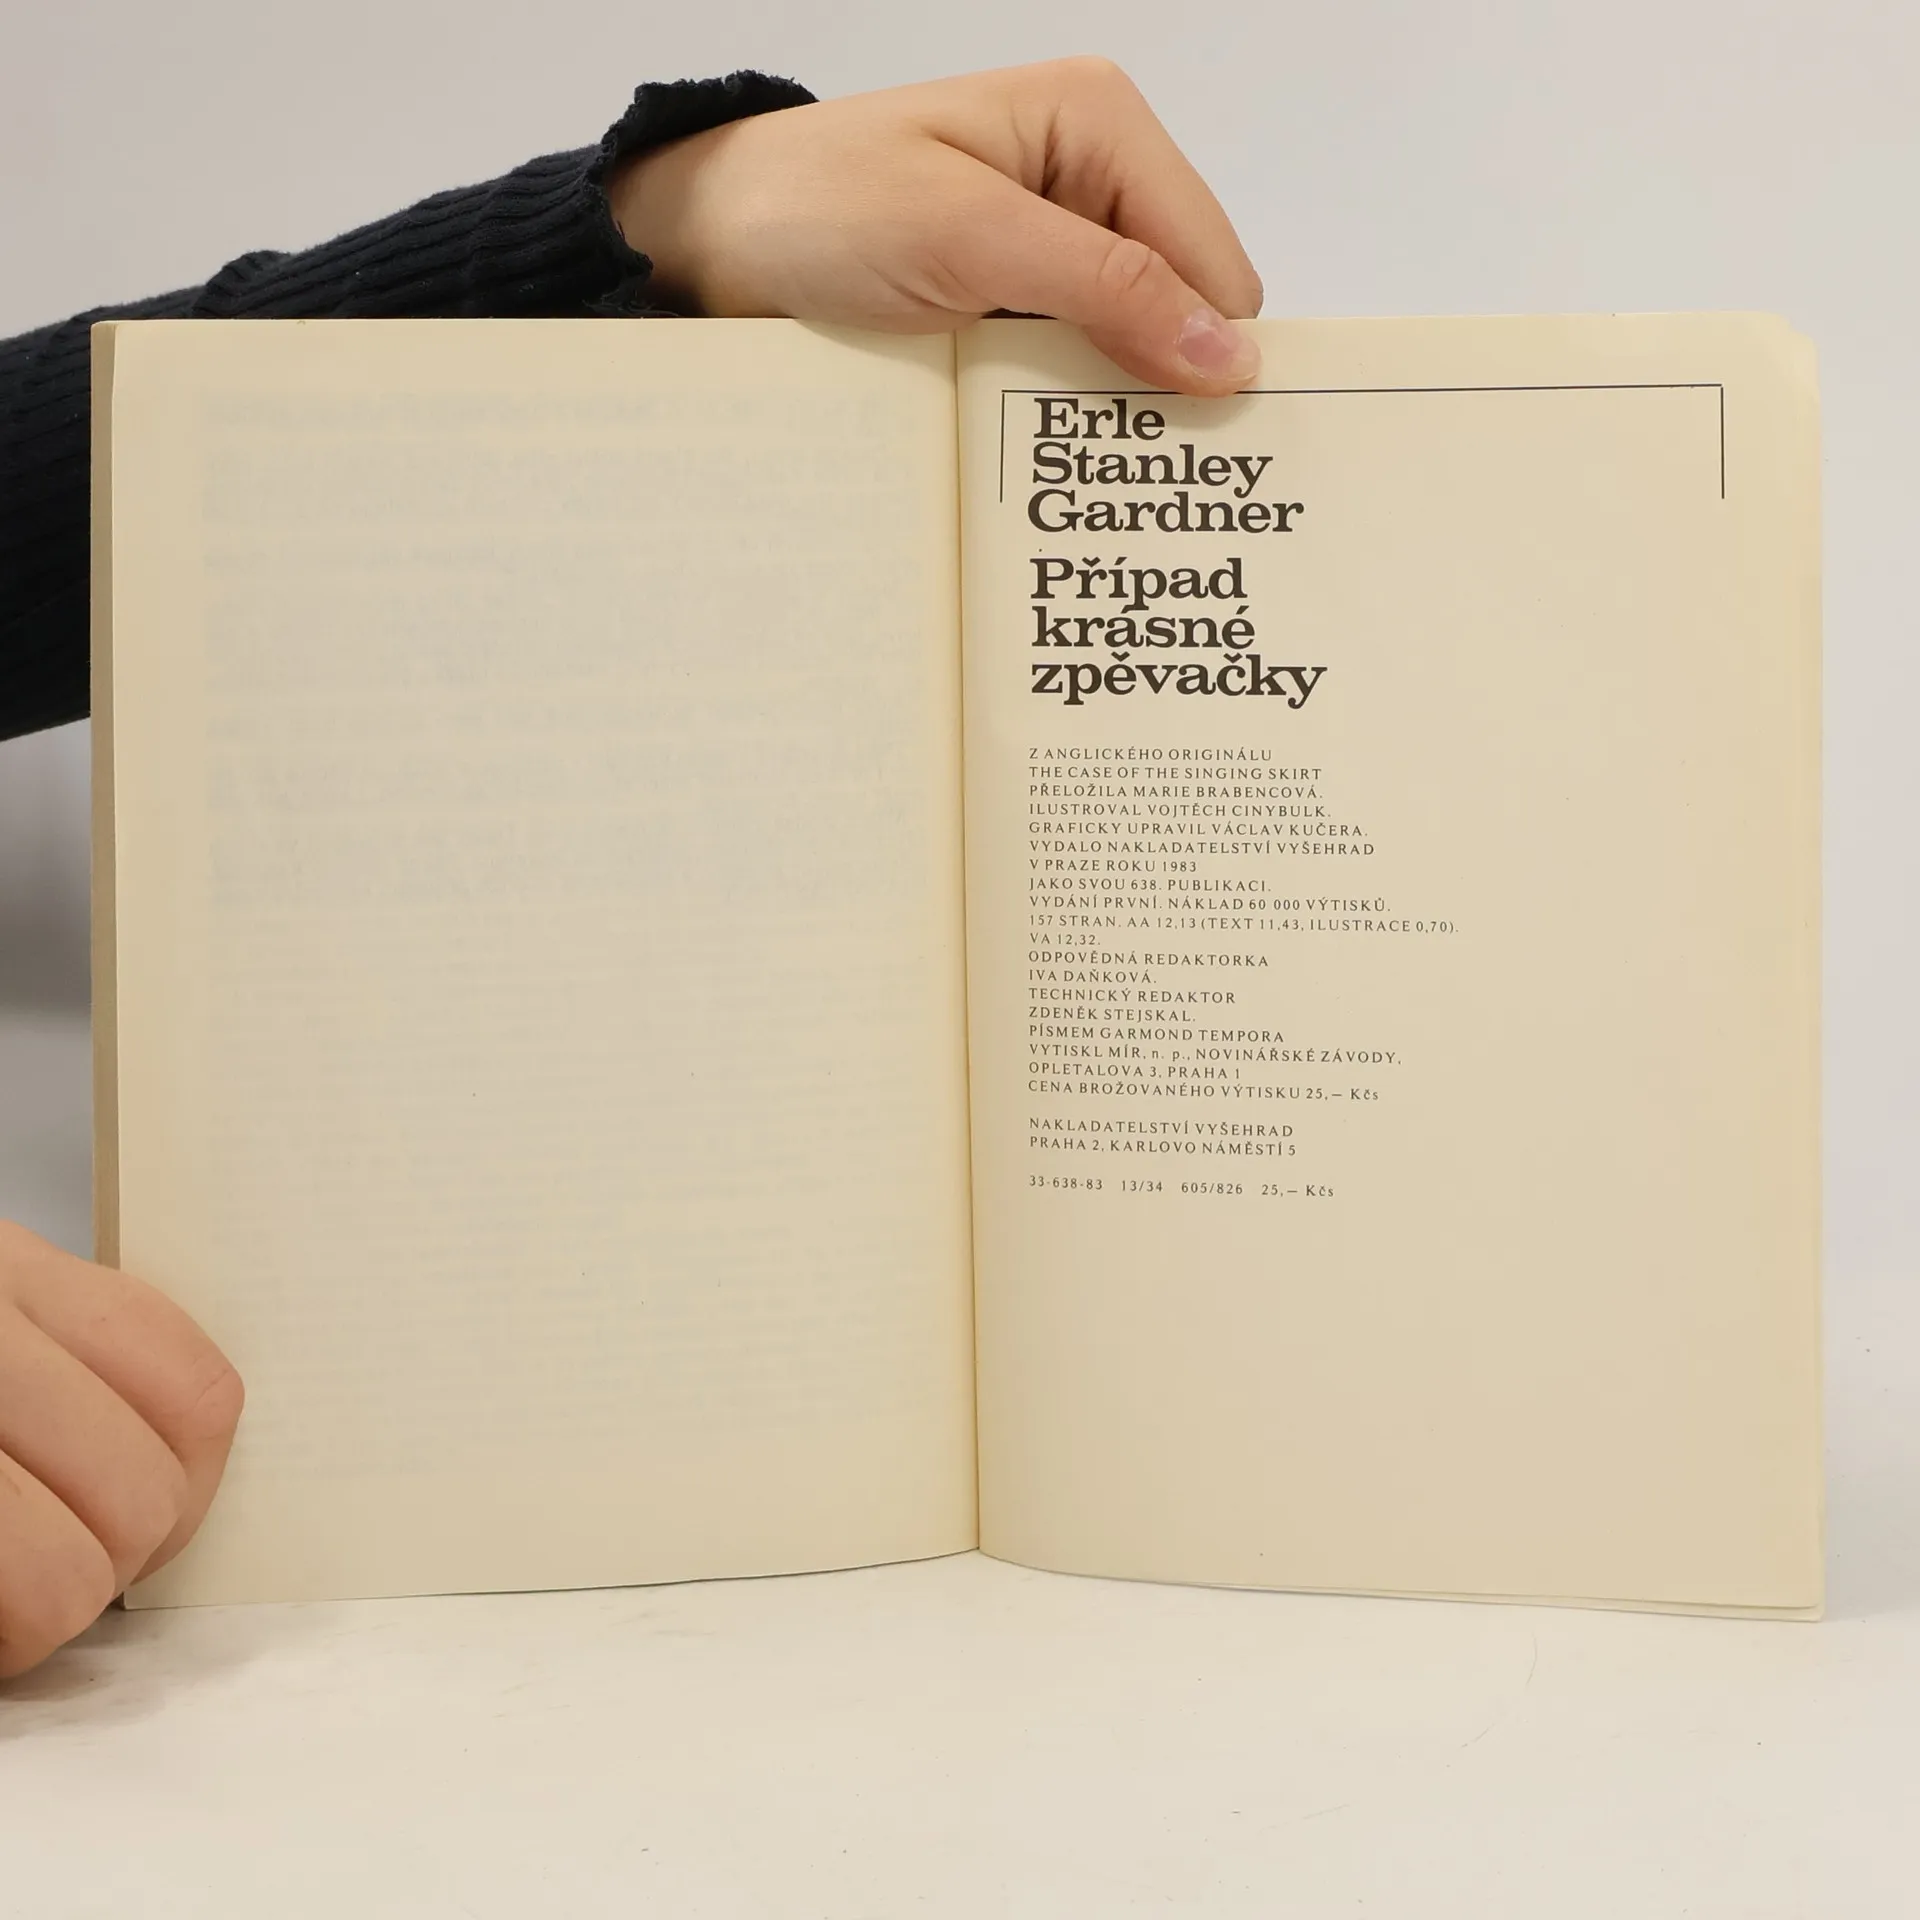 Erle
Stanley
Gardner
Případ
krásné
zpěvačky
Z ANGLICKÉHO ORIGINÁLU
THE CASE OF THE SINGING SKIRT
PŘELOŽILA MARIE BRABENCOVÁ.
ILUSTROVAL VOJTĚCH CINYBULK.
GRAFICKY UPRAVIL VÁCLAV KUČERA.
VYDALO NAKLADATELSTVÍ VYŠEHRAD
V PRAZE ROKU 1983
JAKO SVOU 638. PUBLIKACI.
VYDÁNÍ PRVNÍ. NÁKLAD 60 000 VÝTISKŮ.
157 STRAN. AA 12,13 (TEXT 11,43, ILUSTRACE 0,70).
VA 12,32.
ODPOVĚDNÁ REDAKTORKA
IVA DAŇKOVÁ.
TECHNICKÝ REDAKTOR
ZDENĚK STEJSKAL.
PÍSMEM GARMOND TEMPORA
VYTISKL MÍR, n. p., NOVINÁŘSKÉ ZÁVODY,
OPLETALOVA 3, PRAHA 1
CENA BROŽOVANÉHO VÝTISKU 25,— Kčs
NAKLADATELSTVÍ VYŠEHRAD
PRAHA 2, KARLOVO NÁMĚSTÍ 5
33-638-83 13/34 605/826 25,— Kčs